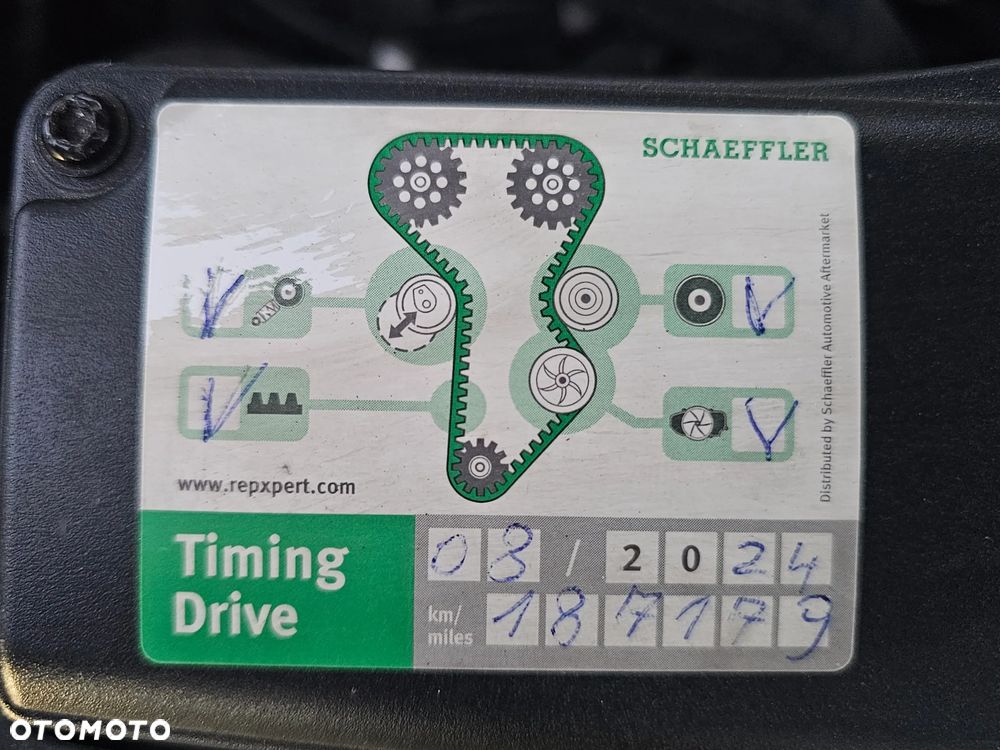 SCHAEFFLER
Distributed by Schaeffler Automotive Aftermarket
www.repxpert.com
Timing
Drive
08 / 2024
km/
miles
187179
OTOMOTO